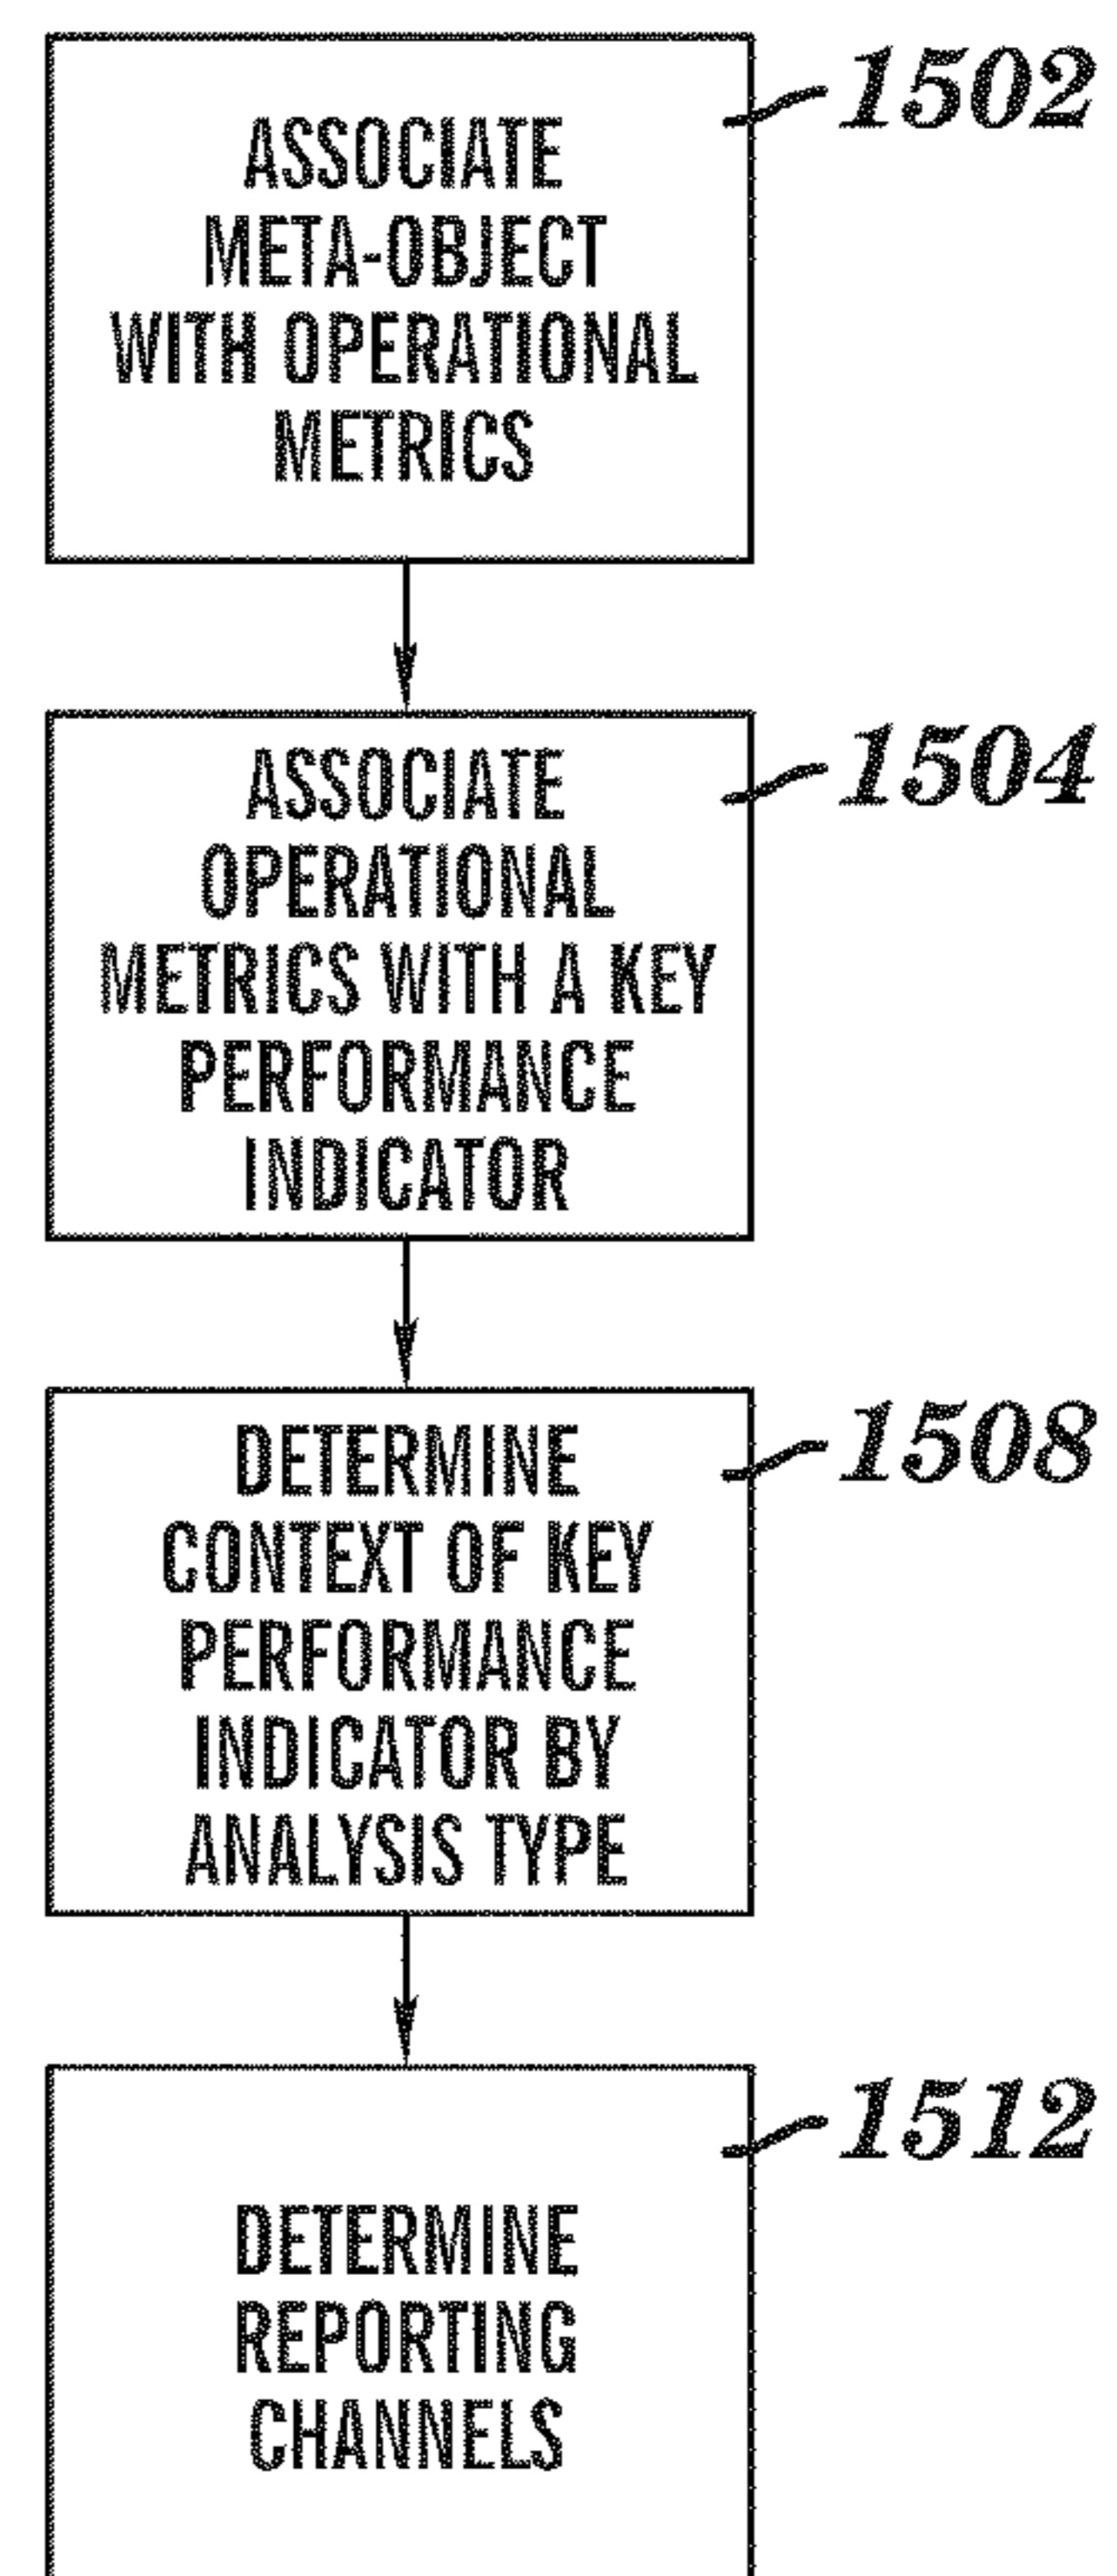 ASSOCIATE
META-OBJECT
WITH OPERATIONAL
METRICS
1502
ASSOCIATE
OPERATIONAL
METRICS WITH A KEY
PERFORMANCE
INDICATOR
1504
DETERMINE
CONTEXT OF KEY
PERFORMANCE
INDICATOR BY
ANALYSIS TYPE
1508
DETERMINE
REPORTING
CHANNELS
1512